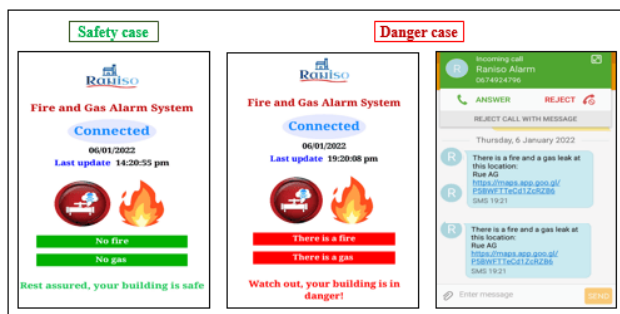 Safety case
Danger case
Raniso
Fire and Gas Alarm System
Connected
06/01/2022
Last update 14:20:55 pm
No fire
No gas
Rest assured, your building is safe
Raniso
Fire and Gas Alarm System
Connected
06/01/2022
Last update 19:20:08 pm
There is a fire
There is a gas
Watch out, your building is in
danger!
R
Incoming call
Raniso Alarm
0674924796
ANSWER
REJECT
REJECT CALL WITH MESSAGE
Thursday, 6 January 2022
R
There is a fire and a gas leak at
this location:
Rue AG
https://maps.app.goo.gl/
P5BWFTTeCd1ZcRZB6
R
SMS 19:21
R
There is a fire and a gas leak at
this location:
Rue AG
https://maps.app.goo.gl/
P5BWFTTeCd1ZcRZB6
SMS 19:21
Enter message
SEND